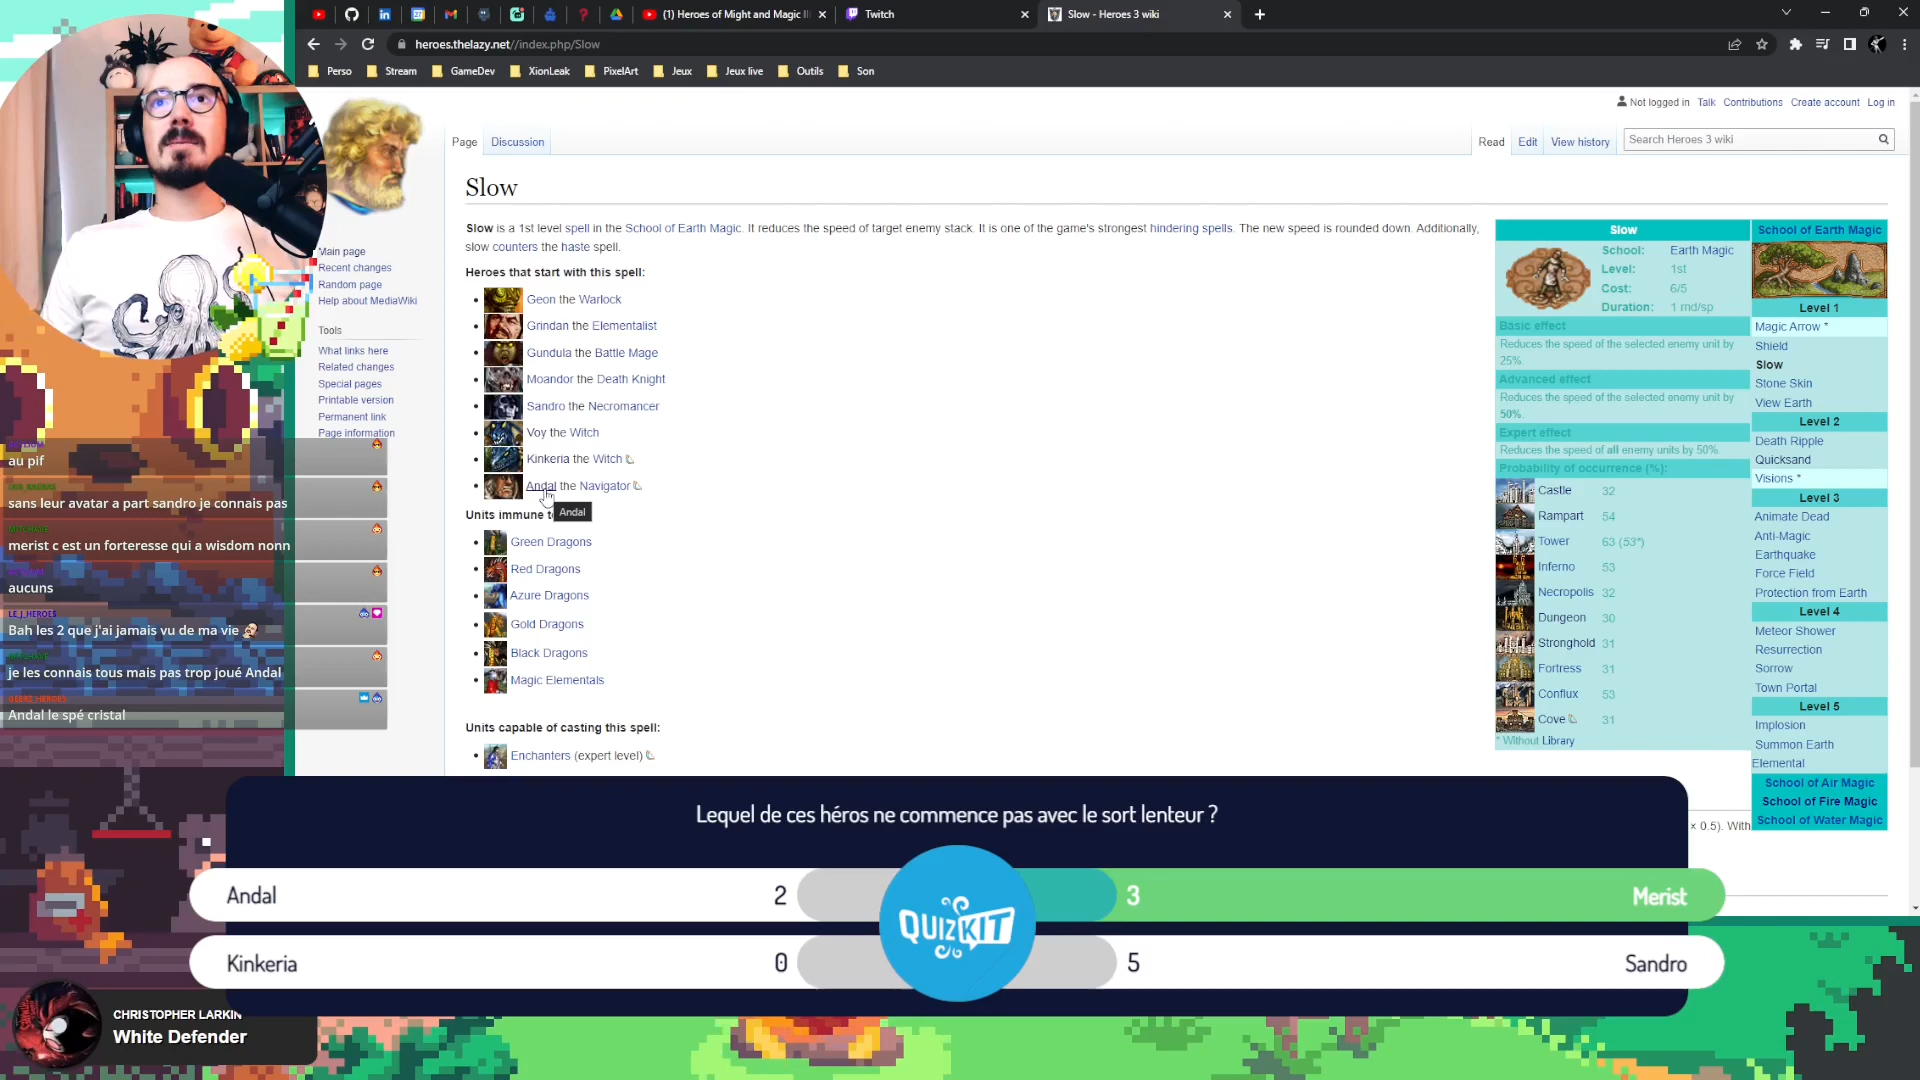 (1) Heroes of Might and Magic II
Twitch
Slow - Heroes 3 wiki
heroes.thelazy.net//index.php/Slow
Perso
Stream
GameDev
XionLeak
PixelArt
Jeux
Jeux live
Outils
Son
Not logged in
Talk
Contributions
Create account
Log in
Page
Discussion
Read
Edit
View history
Search Heroes 3 wiki
Main page
Recent changes
Random page
Help about MediaWiki
Tools
What links here
Related changes
Special pages
Printable version
Permanent link
Page information
Slow
Slow is a 1st level spell in the School of Earth Magic. It reduces the speed of target enemy stack. It is one of the game's strongest hindering spells. The new speed is rounded down. Additionally,
slow counters the haste spell.
Heroes that start with this spell:
Geon the Warlock
Grindan the Elementalist
Gundula the Battle Mage
Moandor the Death Knight
Sandro the Necromancer
Voy the Witch
Kinkeria the Witch
Andal the Navigator
Andal
Units immune t
Green Dragons
Red Dragons
Azure Dragons
Gold Dragons
Black Dragons
Magic Elementals
Units capable of casting this spell:
Enchanters (expert level)
Slow
School: Earth Magic
Level: 1st
Cost: 6/5
Duration: 1 rnd/sp
Basic effect
Reduces the speed of the selected enemy unit by
25%.
Advanced effect
Reduces the speed of the selected enemy unit by
50%.
Expert effect
Reduces the speed of all enemy units by 50%.
Probability of occurrence (%):
Castle 32
Rampart 54
Tower 63 (53*)
Inferno 53
Necropolis 32
Dungeon 30
Stronghold 31
Fortress 31
Conflux 53
Cove 31
* Without Library
School of Earth Magic
Level 1
Magic Arrow *
Shield
Slow
Stone Skin
View Earth
Level 2
Death Ripple
Quicksand
Visions *
Level 3
Animate Dead
Anti-Magic
Earthquake
Force Field
Protection from Earth
Level 4
Meteor Shower
Resurrection
Sorrow
Town Portal
Level 5
Implosion
Summon Earth
Elemental
School of Air Magic
School of Fire Magic
School of Water Magic
× 0.5). With
au pif
sans leur avatar a part sandro je connais pas
merist c est un forteresse qui a wisdom nonn
aucuns
LE_J_HEROES
Bah les 2 que j'ai jamais vu de ma vie
je les connais tous mais pas trop joué Andal
Andal le spé cristal
Lequel de ces héros ne commence pas avec le sort lenteur ?
Andal 2
3 Merist
Kinkeria 0
5 Sandro
QUIZKIT
CHRISTOPHER LARKIN
White Defender